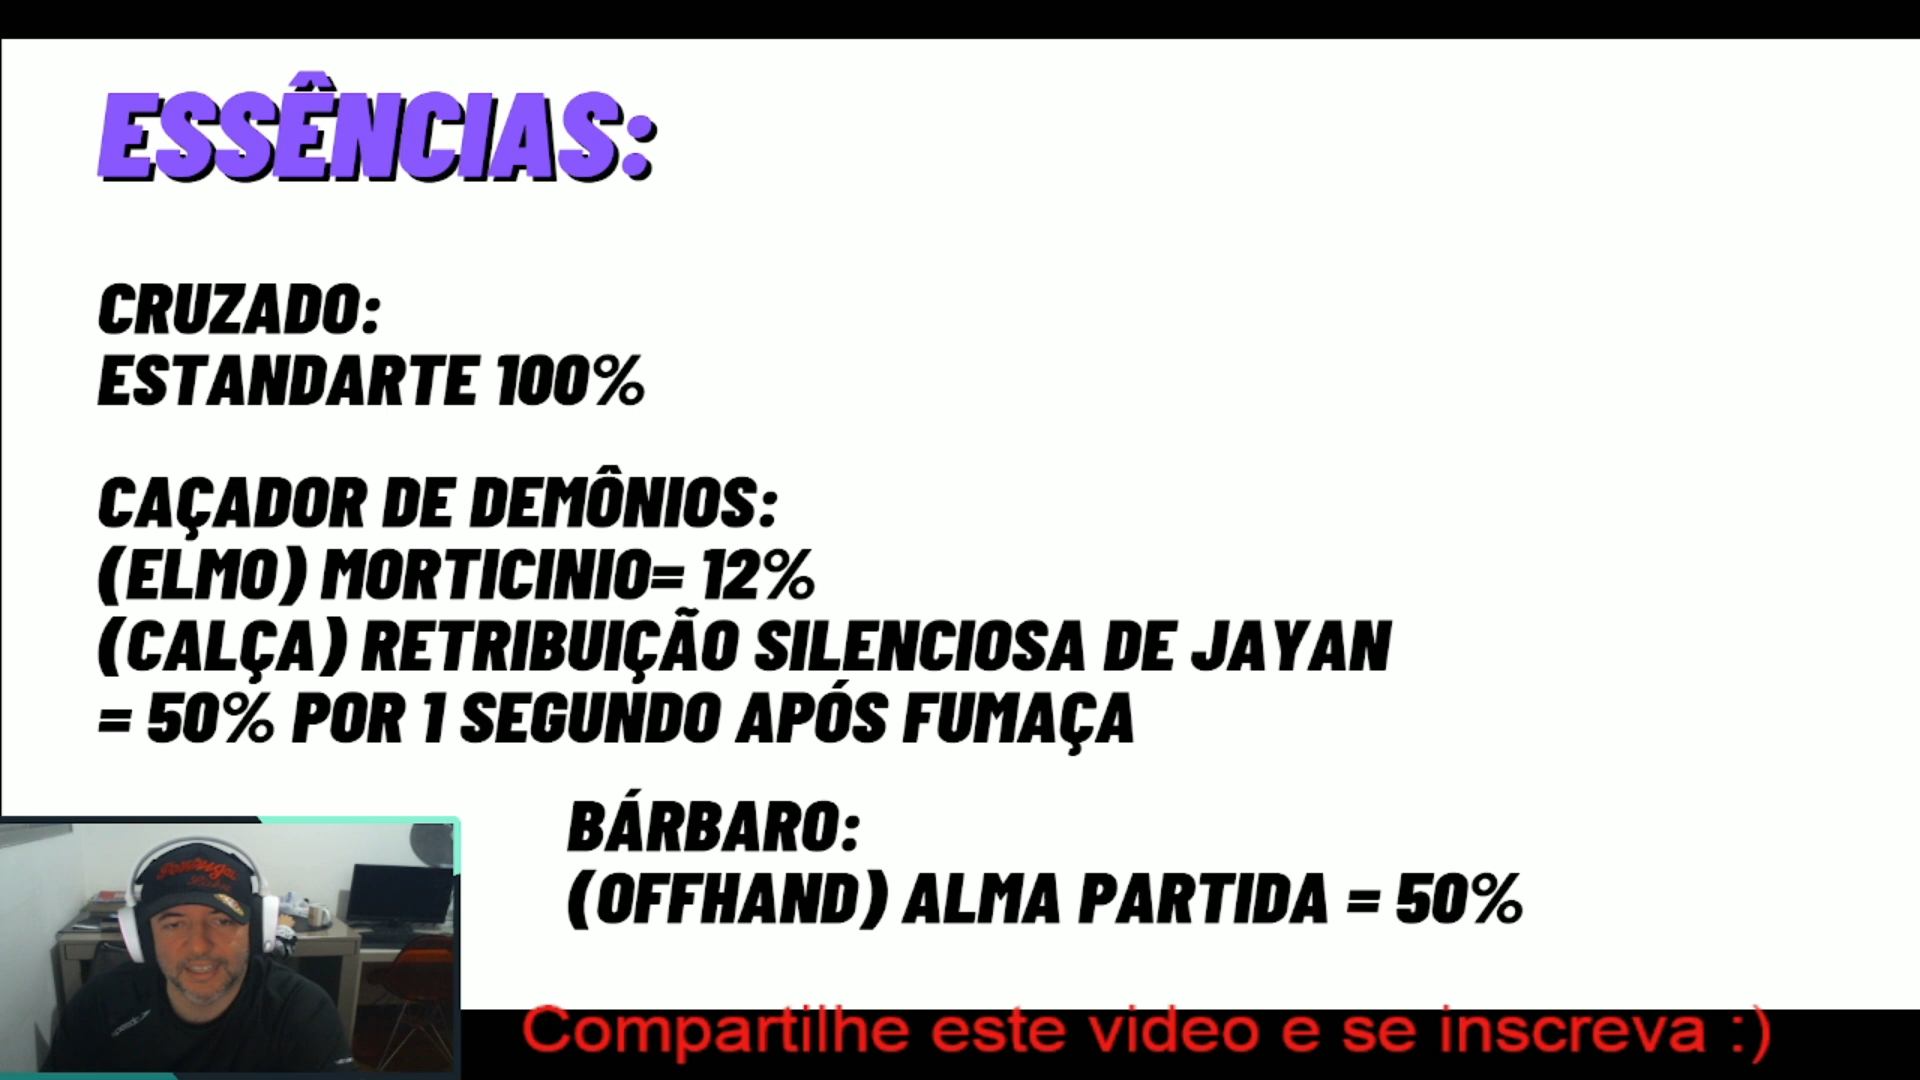 ESSÊNCIAS:
CRUZADO:
ESTANDARTE 100%
CAÇADOR DE DEMÔNIOS:
(ELMO) MORTICINIO= 12%
(CALÇA) RETRIBUIÇÃO SILENCIOSA DE JAYAN
= 50% POR 1 SEGUNDO APÓS FUMAÇA
BÁRBARO:
(OFFHAND) ALMA PARTIDA = 50%
speedo
Compartilhe este video e se inscreva :)